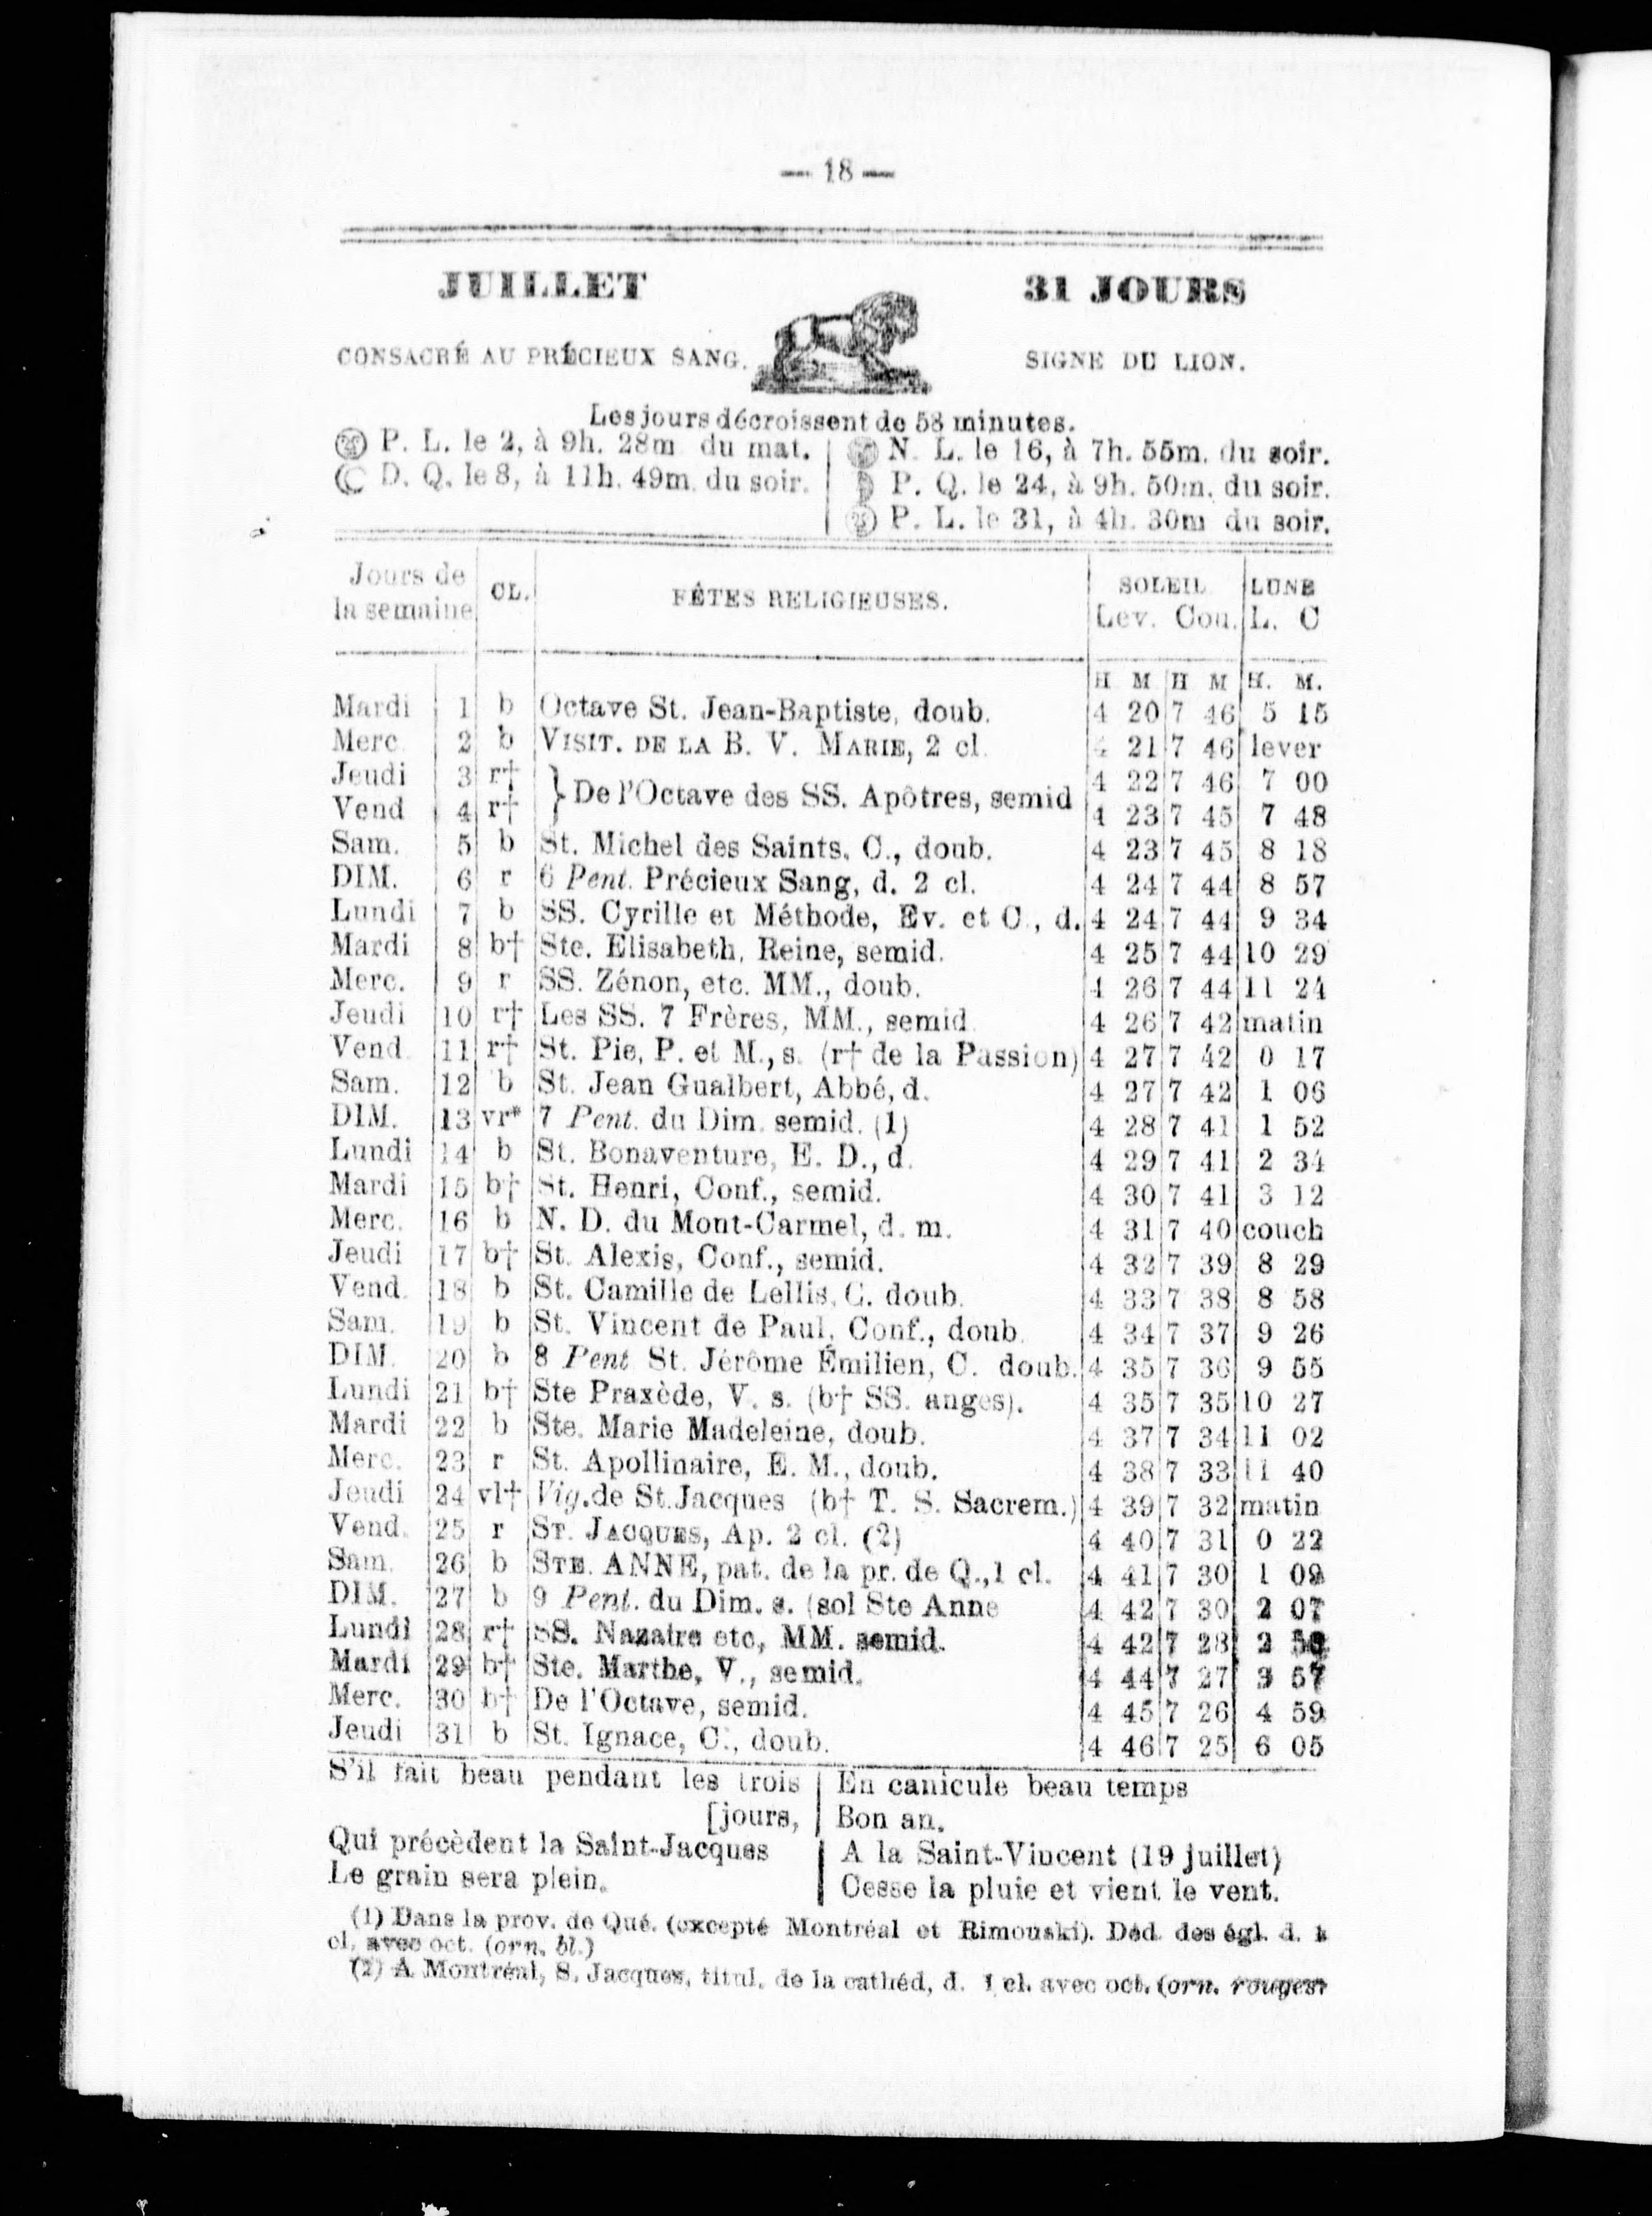 — 18 —
JUILLET 31 JOURS
CONSACRÉ AU PRÉCIEUX SANG. SIGNE DU LION.
Les jours décroissent de 58 minutes.
P. L. le 2, à 9h. 28m du mat.
D. Q. le 8, à 11h. 49m. du soir.
N. L. le 16, à 7h. 55m. du soir.
P. Q. le 24, à 9h. 50m. du soir.
P. L. le 31, à 4h. 30m du soir.
Jours de la semaine CL. FÊTES RELIGIEUSES. SOLEIL Lev. Cou. LUNE L. C
H M H M H. M.
Mardi 1 b Octave St. Jean-Baptiste, doub. 4 20 7 46 5 15
Merc. 2 b VISIT. DE LA B. V. MARIE, 2 cl. 4 21 7 46 lever
Jeudi 3 r† } De l'Octave des SS. Apôtres, semid 4 22 7 46 7 00
Vend 4 r† 4 23 7 45 7 48
Sam. 5 b St. Michel des Saints, C., doub. 4 23 7 45 8 18
DIM. 6 r 6 Pent. Précieux Sang, d. 2 cl. 4 24 7 44 8 57
Lundi 7 b SS. Cyrille et Méthode, Ev. et C., d. 4 24 7 44 9 34
Mardi 8 b† Ste. Elisabeth, Reine, semid. 4 25 7 44 10 29
Merc. 9 r SS. Zénon, etc. MM., doub. 4 26 7 44 11 24
Jeudi 10 r† Les SS. 7 Frères, MM., semid 4 26 7 42 matin
Vend. 11 r† St. Pie, P. et M., s. (r† de la Passion) 4 27 7 42 0 17
Sam. 12 b St. Jean Gualbert, Abbé, d. 4 27 7 42 1 06
DIM. 13 vr* 7 Pent. du Dim. semid. (1) 4 28 7 41 1 52
Lundi 14 b St. Bonaventure, E. D., d. 4 29 7 41 2 34
Mardi 15 b† St. Henri, Conf., semid. 4 30 7 41 3 12
Merc. 16 b N. D. du Mont-Carmel, d. m. 4 31 7 40 couch
Jeudi 17 b† St. Alexis, Conf., semid. 4 32 7 39 8 29
Vend. 18 b St. Camille de Lellis, C. doub. 4 33 7 38 8 58
Sam. 19 b St. Vincent de Paul, Conf., doub. 4 34 7 37 9 26
DIM. 20 b 8 Pent St. Jérôme Émilien, C. doub. 4 35 7 36 9 55
Lundi 21 b† Ste Praxède, V. s. (b† SS. anges). 4 35 7 35 10 27
Mardi 22 b Ste. Marie Madeleine, doub. 4 37 7 34 11 02
Merc. 23 r St. Apollinaire, E. M., doub. 4 38 7 33 11 40
Jeudi 24 vl† Vig. de St. Jacques (b† T. S. Sacrem.) 4 39 7 32 matin
Vend. 25 r ST. JACQUES, Ap. 2 cl. (2) 4 40 7 31 0 22
Sam. 26 b STE. ANNE, pat. de la pr. de Q., 1 cl. 4 41 7 30 1 09
DIM. 27 b 9 Pent. du Dim. s. (sol Ste Anne 4 42 7 30 2 07
Lundi 28 r† SS. Nazaire etc, MM. semid. 4 42 7 28 2
Mardi 29 b† Ste. Marthe, V., semid. 4 44 7 27 3 57
Merc. 30 b† De l'Octave, semid. 4 45 7 26 4 59
Jeudi 31 b St. Ignace, C., doub. 4 46 7 25 6 05
S'il fait beau pendant les trois
[jours,
Qui précèdent la Saint-Jacques
Le grain sera plein.
En canicule beau temps
Bon an.
A la Saint-Vincent (19 juillet)
Cesse la pluie et vient le vent.
(1) Dans la prov. de Qué. (excepté Montréal et Rimouski). Déd. des égl. d. 1
cl. avec oct. (orn. bl.)
(2) A Montréal, S. Jacques, titul. de la cathéd, d. 1 cl. avec oct. (orn. rouges)